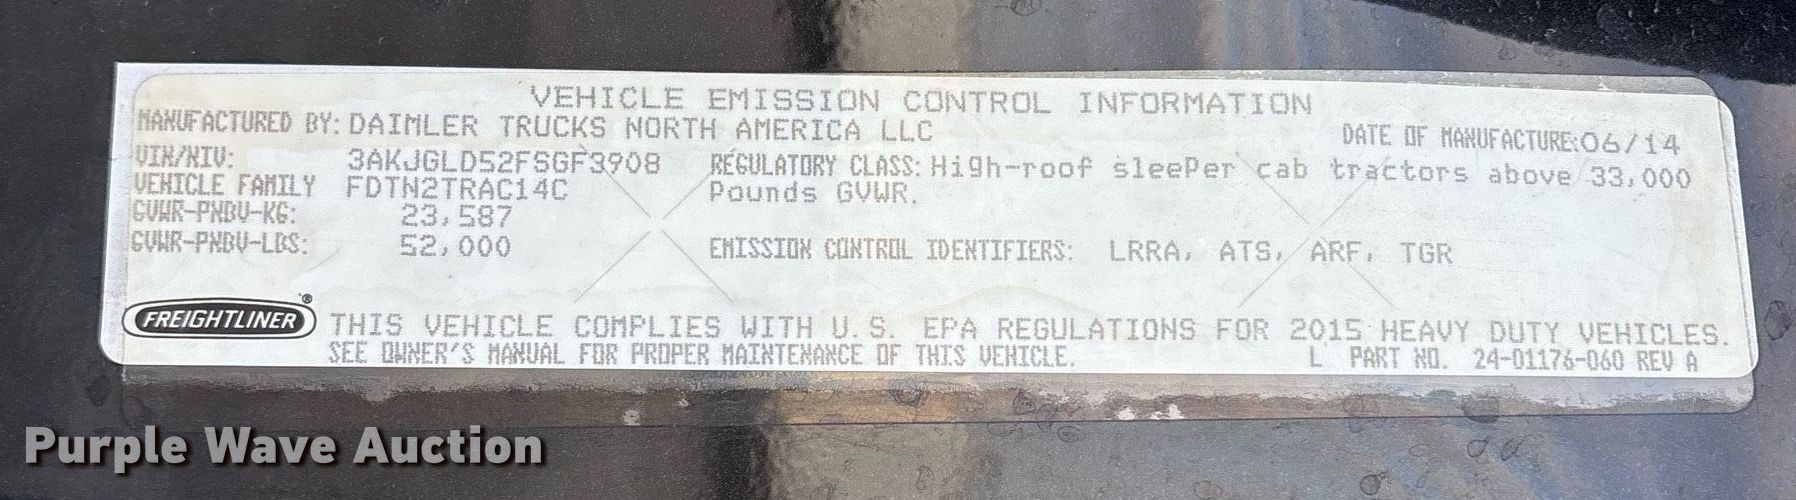 VEHICLE EMISSION CONTROL INFORMATION
MANUFACTURED BY: DAIMLER TRUCKS NORTH AMERICA LLC
DATE OF MANUFACTURE: 06/14
VIN/NIV: 3AKJGLD52FSGF3908
REGULATORY CLASS: High-roof sleeper cab tractors above 33,000
VEHICLE FAMILY FDTN2TRAC14C
Pounds GVWR.
GVWR-PNBV-KG: 23,587
GVWR-PNBV-LBS: 52,000
EMISSION CONTROL IDENTIFIERS: LRRA, ATS, ARF, TGR
FREIGHTLINER ®
THIS VEHICLE COMPLIES WITH U.S. EPA REGULATIONS FOR 2015 HEAVY DUTY VEHICLES.
SEE OWNER'S MANUAL FOR PROPER MAINTENANCE OF THIS VEHICLE.
L PART NO. 24-01176-060 REV A
Purple Wave Auction